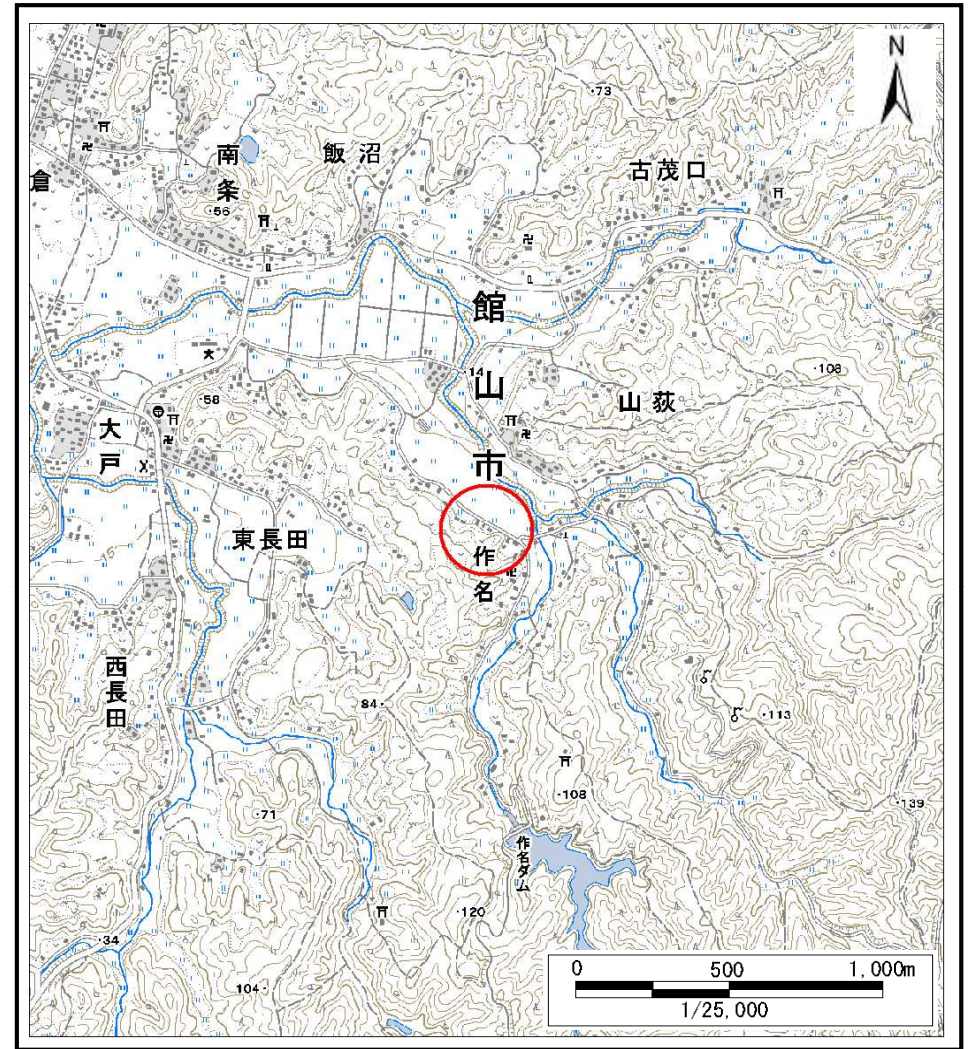 N
・73
南条
飯沼
古茂口
倉
・56
館山市
・108
・14
山荻
・58
大戸
東長田
作名
西長田
84・
・113
・108
・139
・71
作名ダム
・120
・34
104・
0 500 1,000m
1/25,000